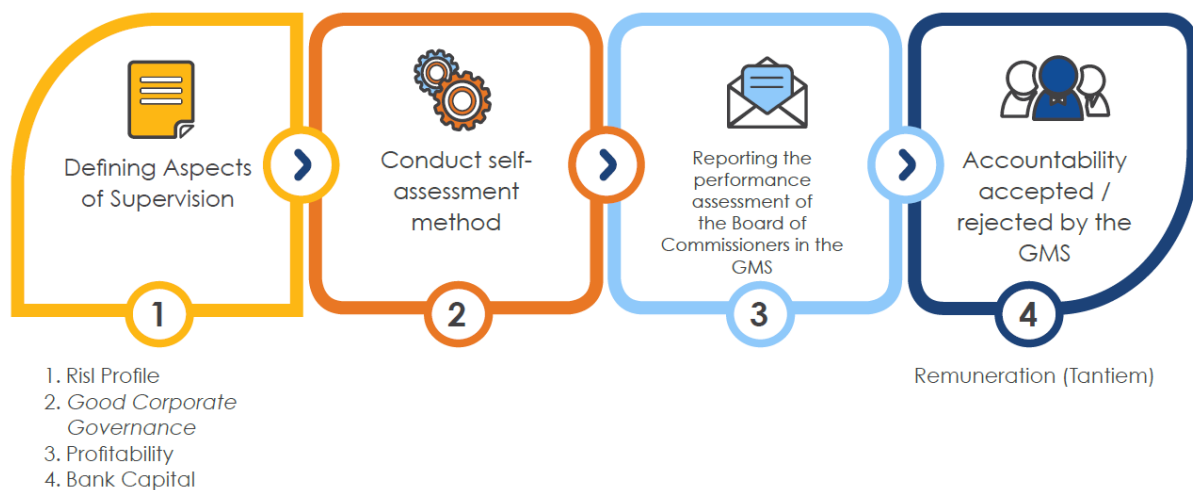 Defining Aspects
of Supervision
1
1. Risl Profile
2. Good Corporate
Governance
3. Profitability
4. Bank Capital
Conduct self-
assessment
method
2
Reporting the
performance
assessment of
the Board of
Commissioners in the
GMS
3
Accountability
accepted /
rejected by the
GMS
4
Remuneration (Tantiem)